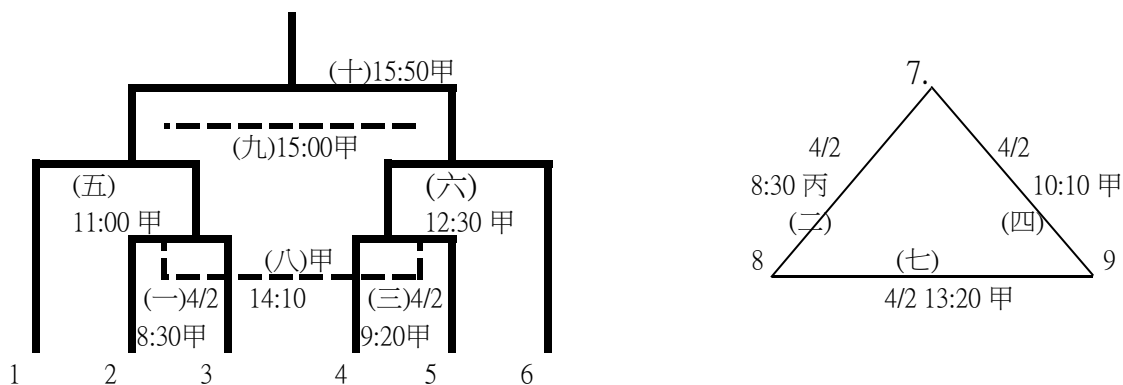 (十)15:50甲
(九)15:00甲
(五)
11:00 甲
(六)
12:30 甲
(八)甲
14:10
(一)4/2
8:30甲
(三)4/2
9:20甲
1
2
3
4
5
6
7.
4/2
8:30 丙
(二)
4/2
10:10 甲
(四)
8
(七)
9
4/2 13:20 甲